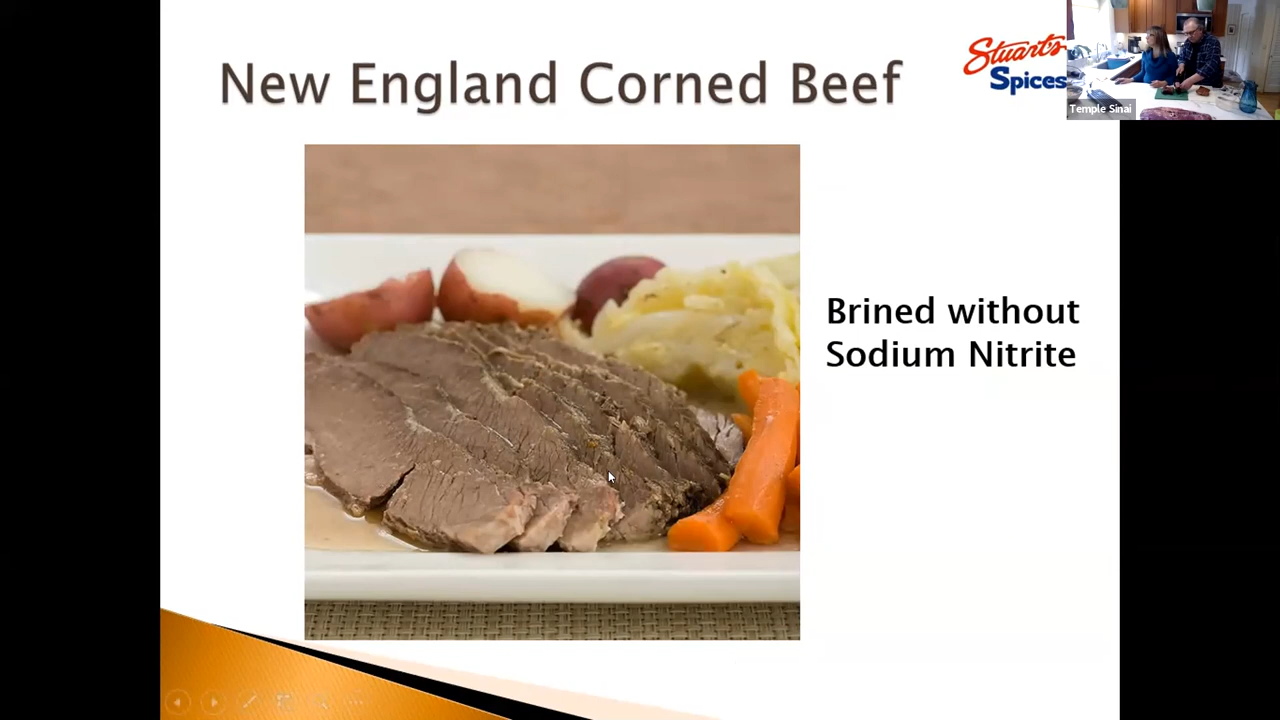 New England Corned Beef
Stuart's
Spices
Temple Sinai
Brined without
Sodium Nitrite